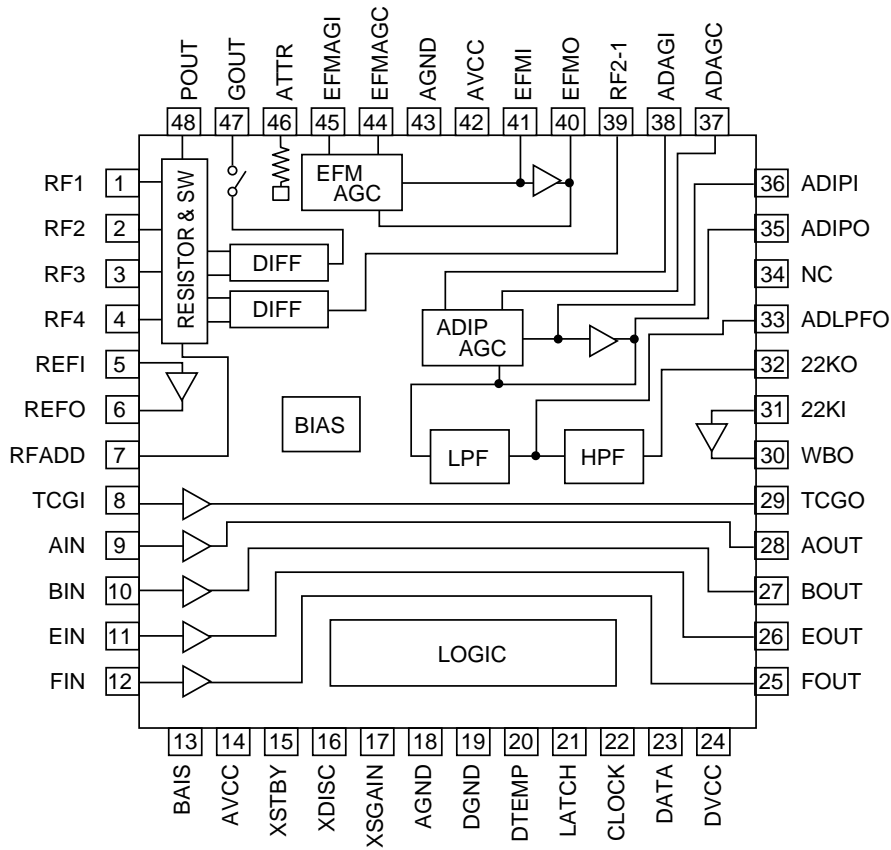 POUT
GOUT
ATTR
EFMAGI
EFMAGC
AGND
AVCC
EFMI
EFMO
RF2-1
ADAGI
ADAGC
48 47 46 45 44 43 42 41 40 39 38 37
RF1 1
RF2 2
RF3 3
RF4 4
REFI 5
REFO 6
RFADD 7
TCGI 8
AIN 9
BIN 10
EIN 11
FIN 12
RESISTOR & SW
EFM
AGC
DIFF
DIFF
ADIP
AGC
BIAS
LPF
HPF
LOGIC
36 ADIPI
35 ADIPO
34 NC
33 ADLPFO
32 22KO
31 22KI
30 WBO
29 TCGO
28 AOUT
27 BOUT
26 EOUT
25 FOUT
13 14 15 16 17 18 19 20 21 22 23 24
BAIS
AVCC
XSTBY
XDISC
XSGAIN
AGND
DGND
DTEMP
LATCH
CLOCK
DATA
DVCC